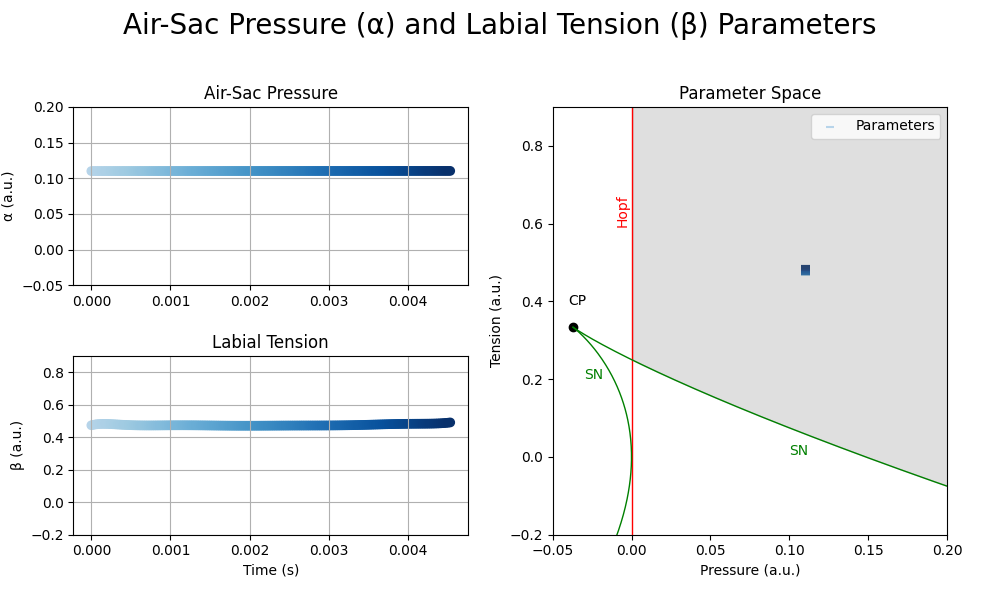 Air-Sac Pressure (α) and Labial Tension (β) Parameters
Air-Sac Pressure
α (a.u.)
0.20
0.15
0.10
0.05
0.00
−0.05
0.000 0.001 0.002 0.003 0.004
Labial Tension
β (a.u.)
0.8
0.6
0.4
0.2
0.0
−0.2
0.000 0.001 0.002 0.003 0.004
Time (s)
Parameter Space
Parameters
Tension (a.u.)
0.8
0.6
0.4
0.2
0.0
−0.2
Hopf
CP
SN
SN
−0.05 0.00 0.05 0.10 0.15 0.20
Pressure (a.u.)